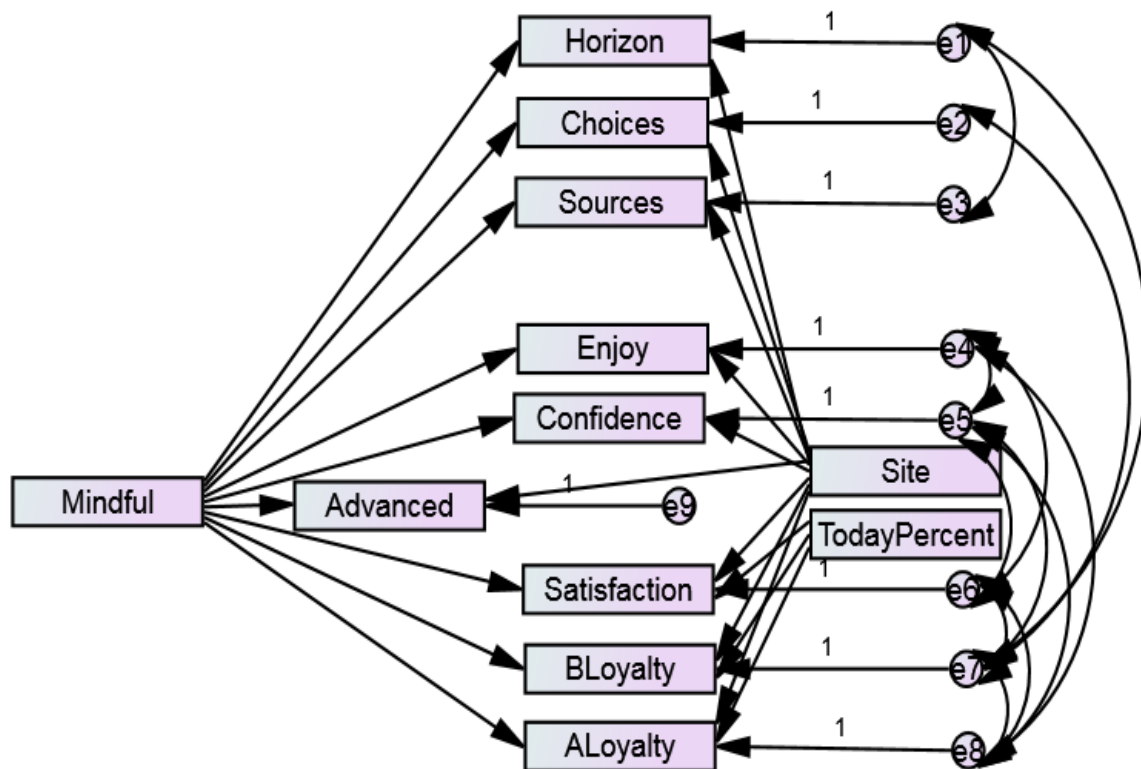 Horizon
1
e1
Choices
1
e2
Sources
1
e3
Enjoy
1
e4
Confidence
1
e5
Site
Mindful
Advanced
1
e9
TodayPercent
Satisfaction
1
e6
BLoyalty
1
e7
ALoyalty
1
e8